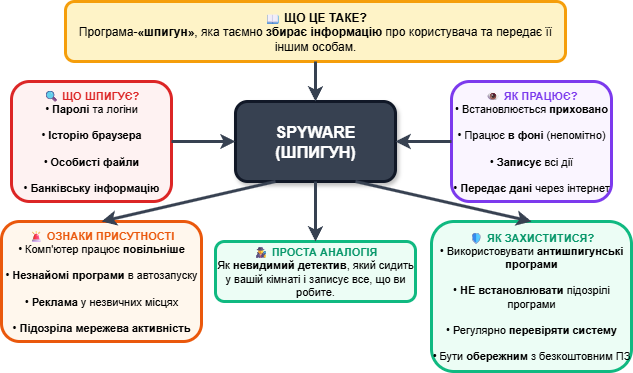 📖 ЩО ЦЕ ТАКЕ?
Програма-«шпигун», яка таємно збирає інформацію про користувача та передає її
іншим особам.
🔍 ЩО ШПИГУЄ?
• Паролі та логіни
• Історію браузера
• Особисті файли
• Банківську інформацію
SPYWARE
(ШПИГУН)
👁️ ЯК ПРАЦЮЄ?
• Встановлюється приховано
• Працює в фоні (непомітно)
• Записує всі дії
• Передає дані через інтернет
🚨 ОЗНАКИ ПРИСУТНОСТІ
• Комп'ютер працює повільніше
• Незнайомі програми в автозапуску
• Реклама у незвичних місцях
• Підозріла мережева активність
🕵️ ПРОСТА АНАЛОГІЯ
Як невидимий детектив, який сидить
у вашій кімнаті і записує все, що ви
робите.
🛡️ ЯК ЗАХИСТИТИСЯ?
• Використовувати антишпигунські
програми
• НЕ встановлювати підозрілі
програми
• Регулярно перевіряти систему
• Бути обережним з безкоштовним ПЗ